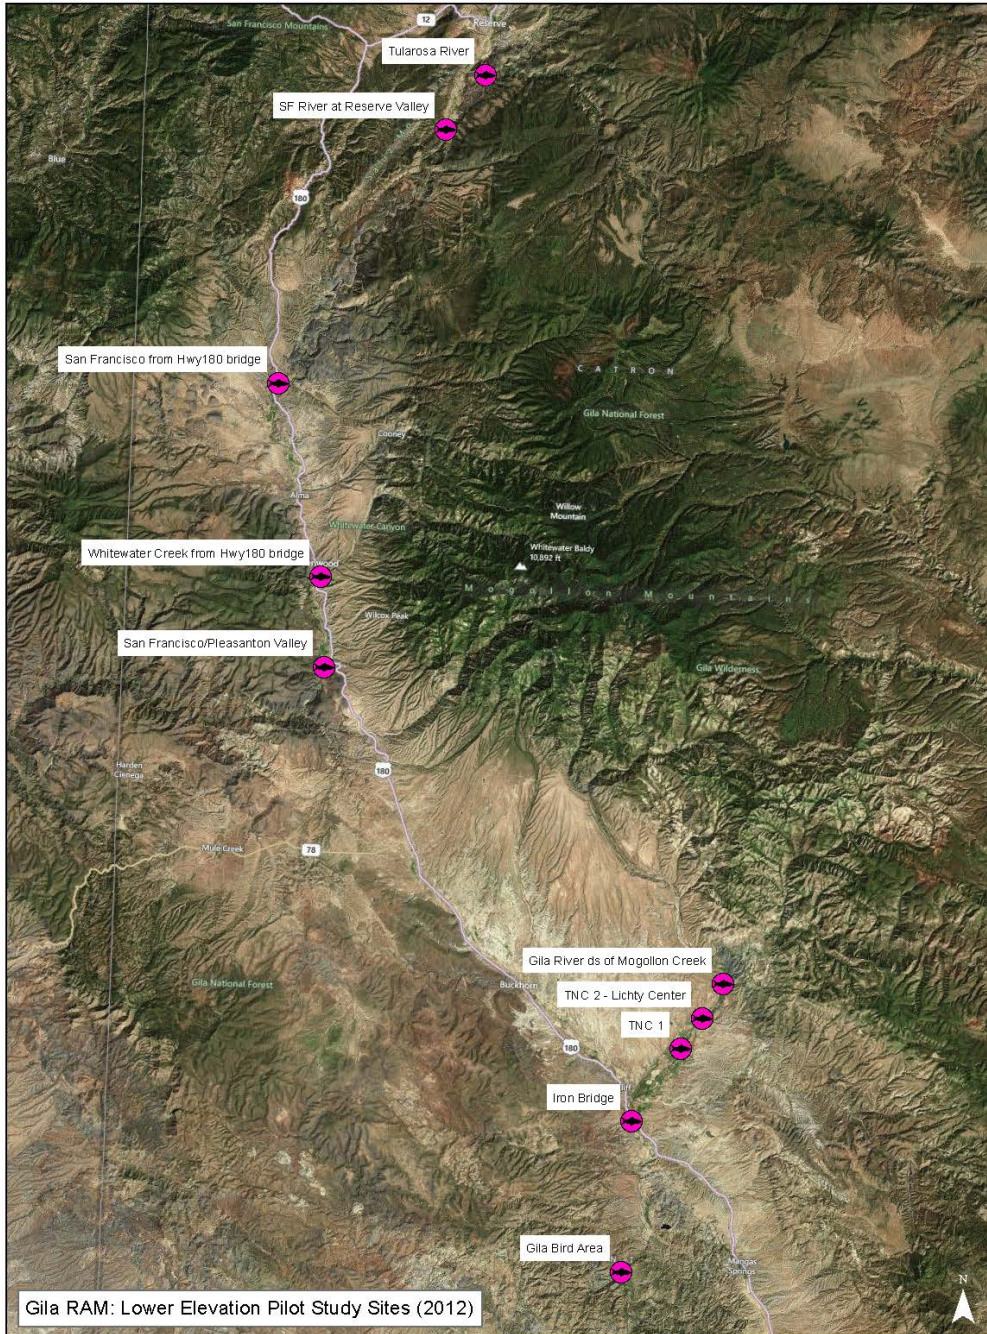 San Francisco Mountains
12
Reserve
Tularosa River
SF River at Reserve Valley
Blue
180
San Francisco from Hwy180 bridge
CATRON
Gila National Forest
Cooney
Alma
Willow
Mountain
Whitewater Canyon
Whitewater Creek from Hwy180 bridge
Whitewater Baldy
10,892 ft
Mogollon Mountains
Wilcox Peak
San Francisco/Pleasanton Valley
Gila Wilderness
Harden
Cienega
180
Mule Creek
78
Gila River ds of Mogollon Creek
Gila National Forest
Buckhorn
TNC 2 - Lichty Center
TNC 1
180
Iron Bridge
Gila Bird Area
Mangas
Springs
N
Gila RAM: Lower Elevation Pilot Study Sites (2012)